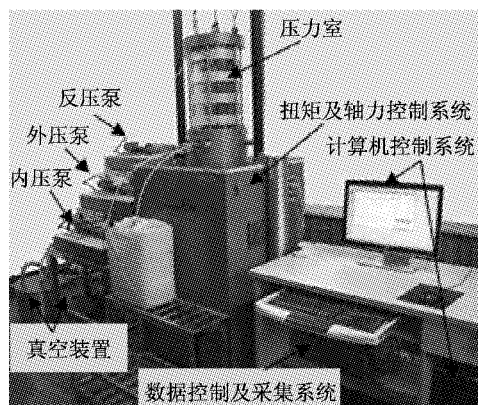 压力室
反压泵
扭矩及轴力控制系统
外压泵
计算机控制系统
内压泵
真空装置
数据控制及采集系统